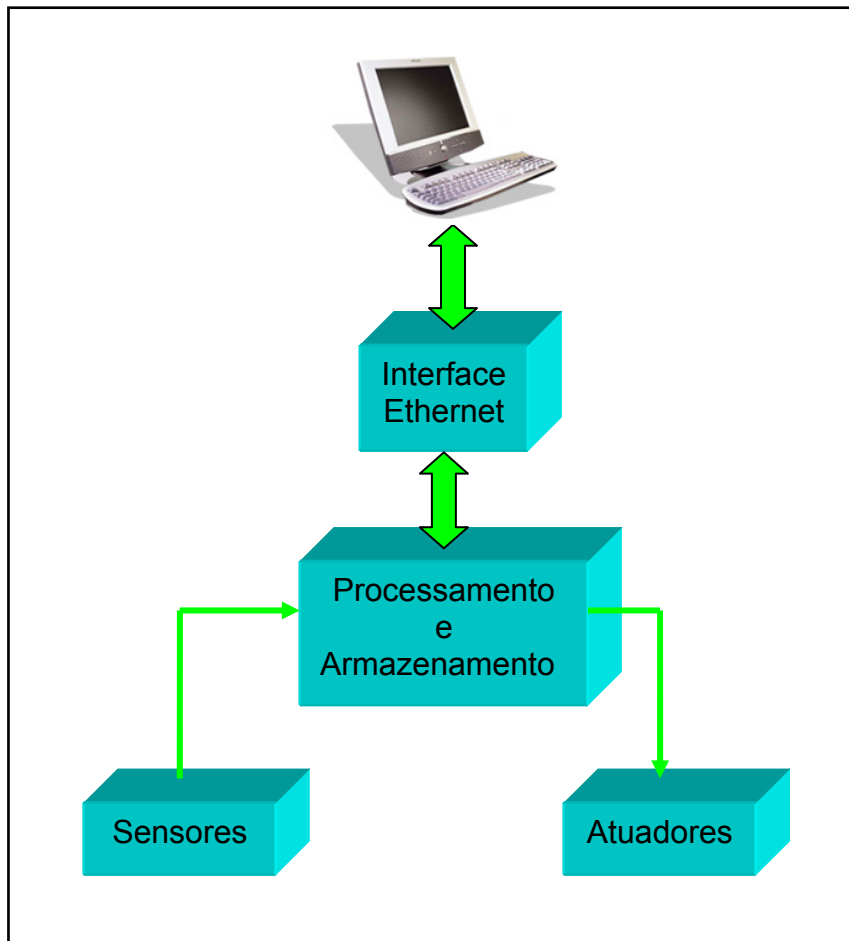 Interface
Ethernet
Processamento
e
Armazenamento
Sensores
Atuadores